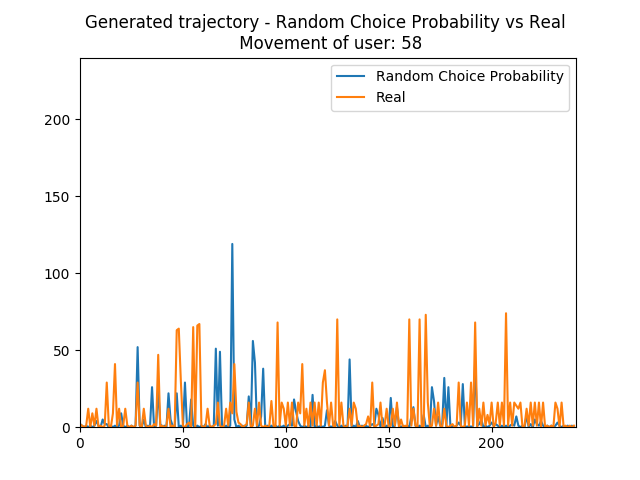 Generated trajectory - Random Choice Probability vs Real
Movement of user: 58
Random Choice Probability
Real
200
150
100
50
0
0 50 100 150 200